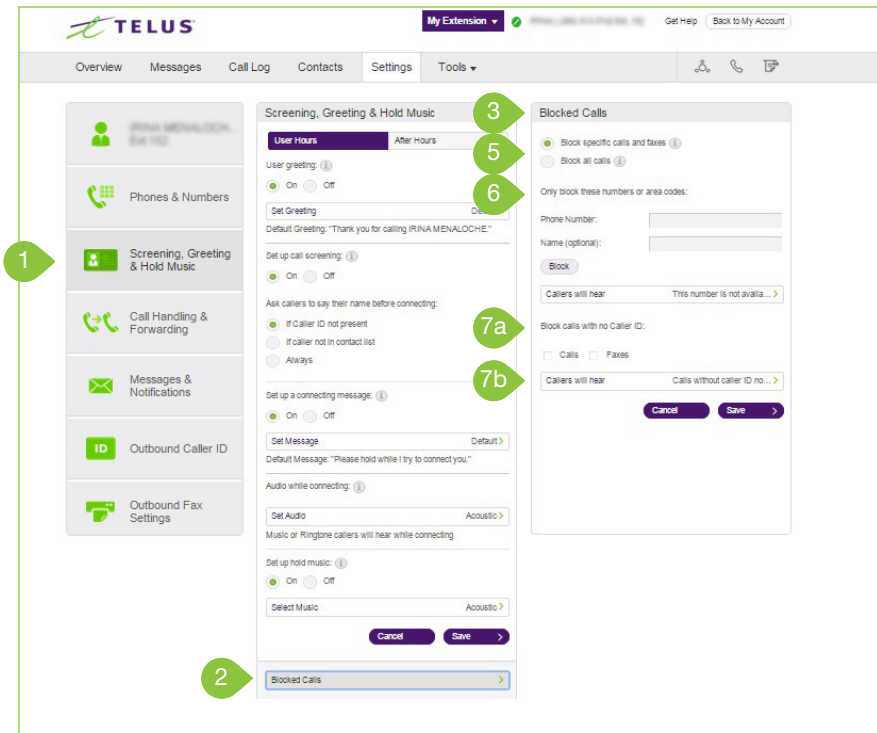 TELUS
My Extension
Get Help
Back to My Account
Overview
Messages
Call Log
Contacts
Settings
Tools
1
Phones & Numbers
Screening, Greeting
& Hold Music
Call Handling &
Forwarding
Messages &
Notifications
ID
Outbound Caller ID
Outbound Fax
Settings
Screening, Greeting & Hold Music
User Hours
After Hours
User greeting:
On
Off
Set Greeting
Default Greeting: "Thank you for calling IRINA MENALOCHE."
Set up call screening:
On
Off
Ask callers to say their name before connecting:
If Caller ID not present
If caller not in contact list
Always
Set up a connecting message:
On
Off
Set Message
Default
Default Message: "Please hold while I try to connect you."
Audio while connecting:
Set Audio
Acoustic
Music or Ringtone callers will hear while connecting
Set up hold music:
On
Off
Select Music
Acoustic
Cancel
Save
2
Blocked Calls
3
Blocked Calls
5
Block specific calls and faxes
Block all calls
6
Only block these numbers or area codes:
Phone Number:
Name (optional):
Block
Callers will hear
This number is not availa...
7a
Block calls with no Caller ID:
Calls
Faxes
7b
Callers will hear
Calls without caller ID no...
Cancel
Save